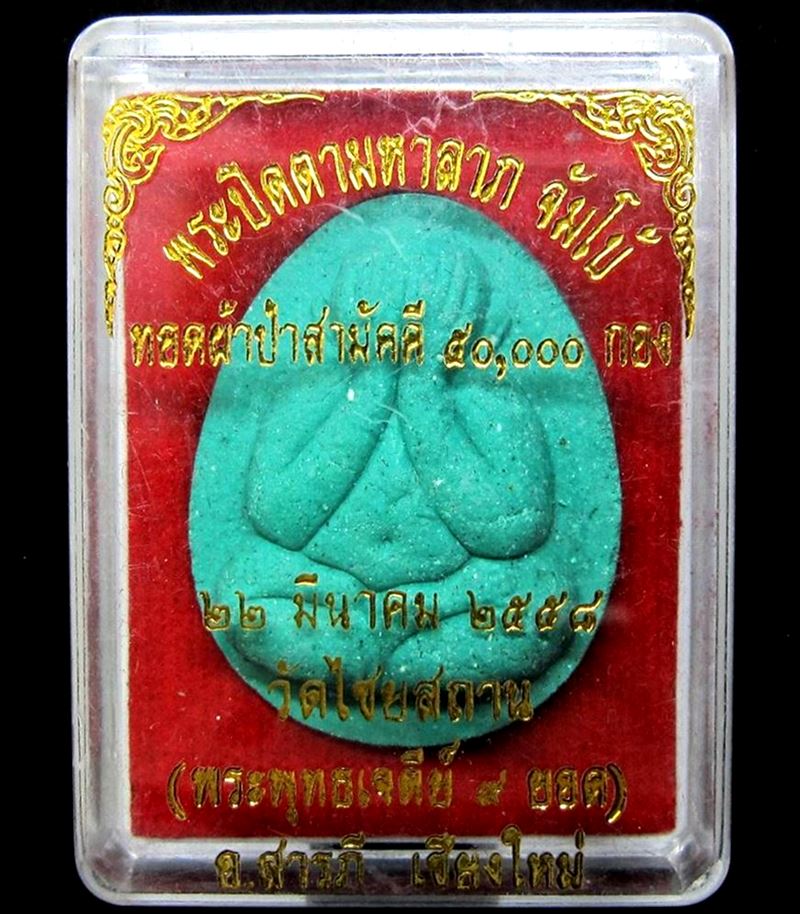 พระปิดตามหาลาภ จัมโบ้
ทอดผ้าป่าสามัคคี ๕๐,๐๐๐ กอง
๒๒ มีนาคม ๒๕๕๘
วัดไชยสถาน
(พระพุทธเจดีย์ ๙ ยอด)
อ.สารภี เชียงใหม่